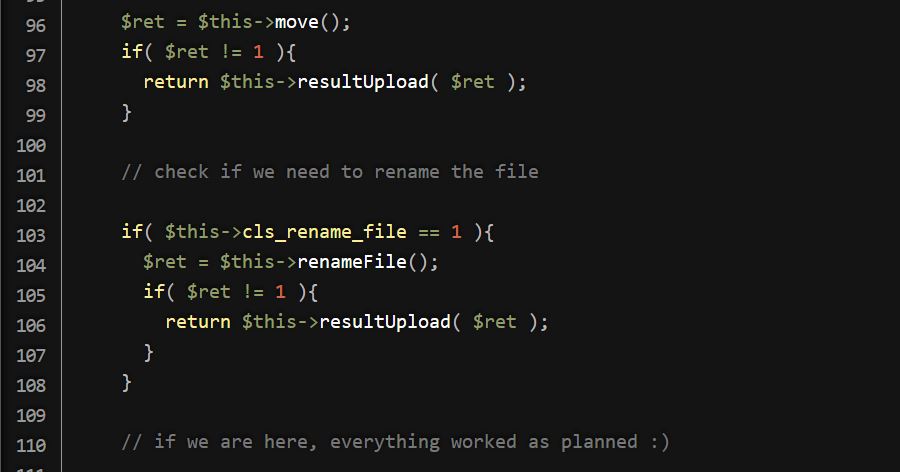 96 $ret = $this->move();
97 if( $ret != 1 ){
98 return $this->resultUpload( $ret );
99 }
100
101 // check if we need to rename the file
102
103 if( $this->cls_rename_file == 1 ){
104 $ret = $this->renameFile();
105 if( $ret != 1 ){
106 return $this->resultUpload( $ret );
107 }
108 }
109
110 // if we are here, everything worked as planned :)